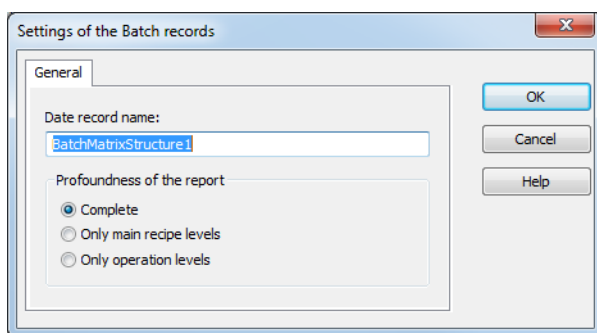 Settings of the Batch records
General
Date record name:
BatchMatrixStructure1
Profoundness of the report
Complete
Only main recipe levels
Only operation levels
OK
Cancel
Help